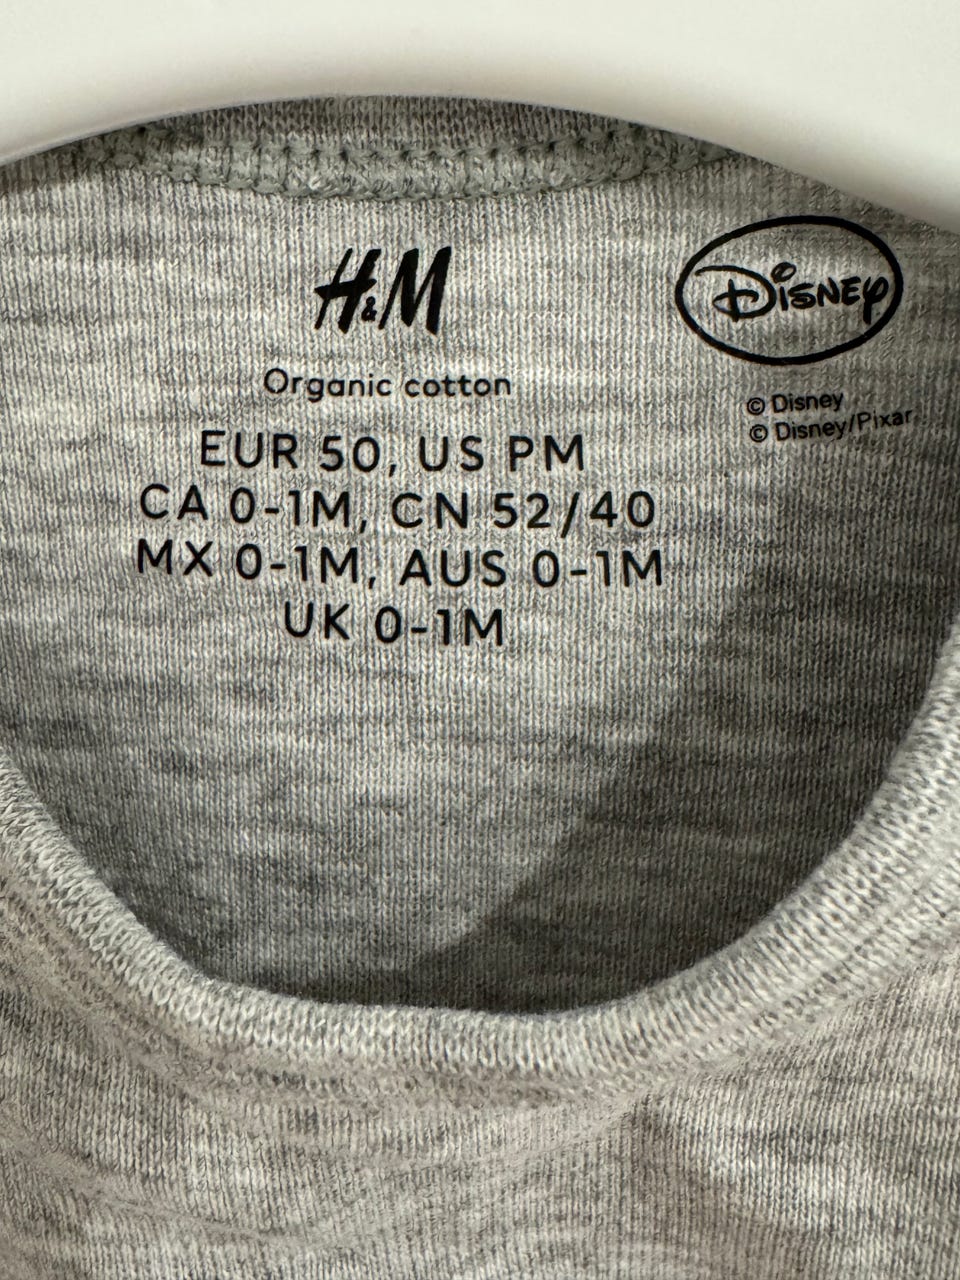 H&M
Organic cotton
EUR 50, US PM
CA 0-1M, CN 52/40
MX 0-1M, AUS 0-1M
UK 0-1M
Disney
© Disney
© Disney/Pixar